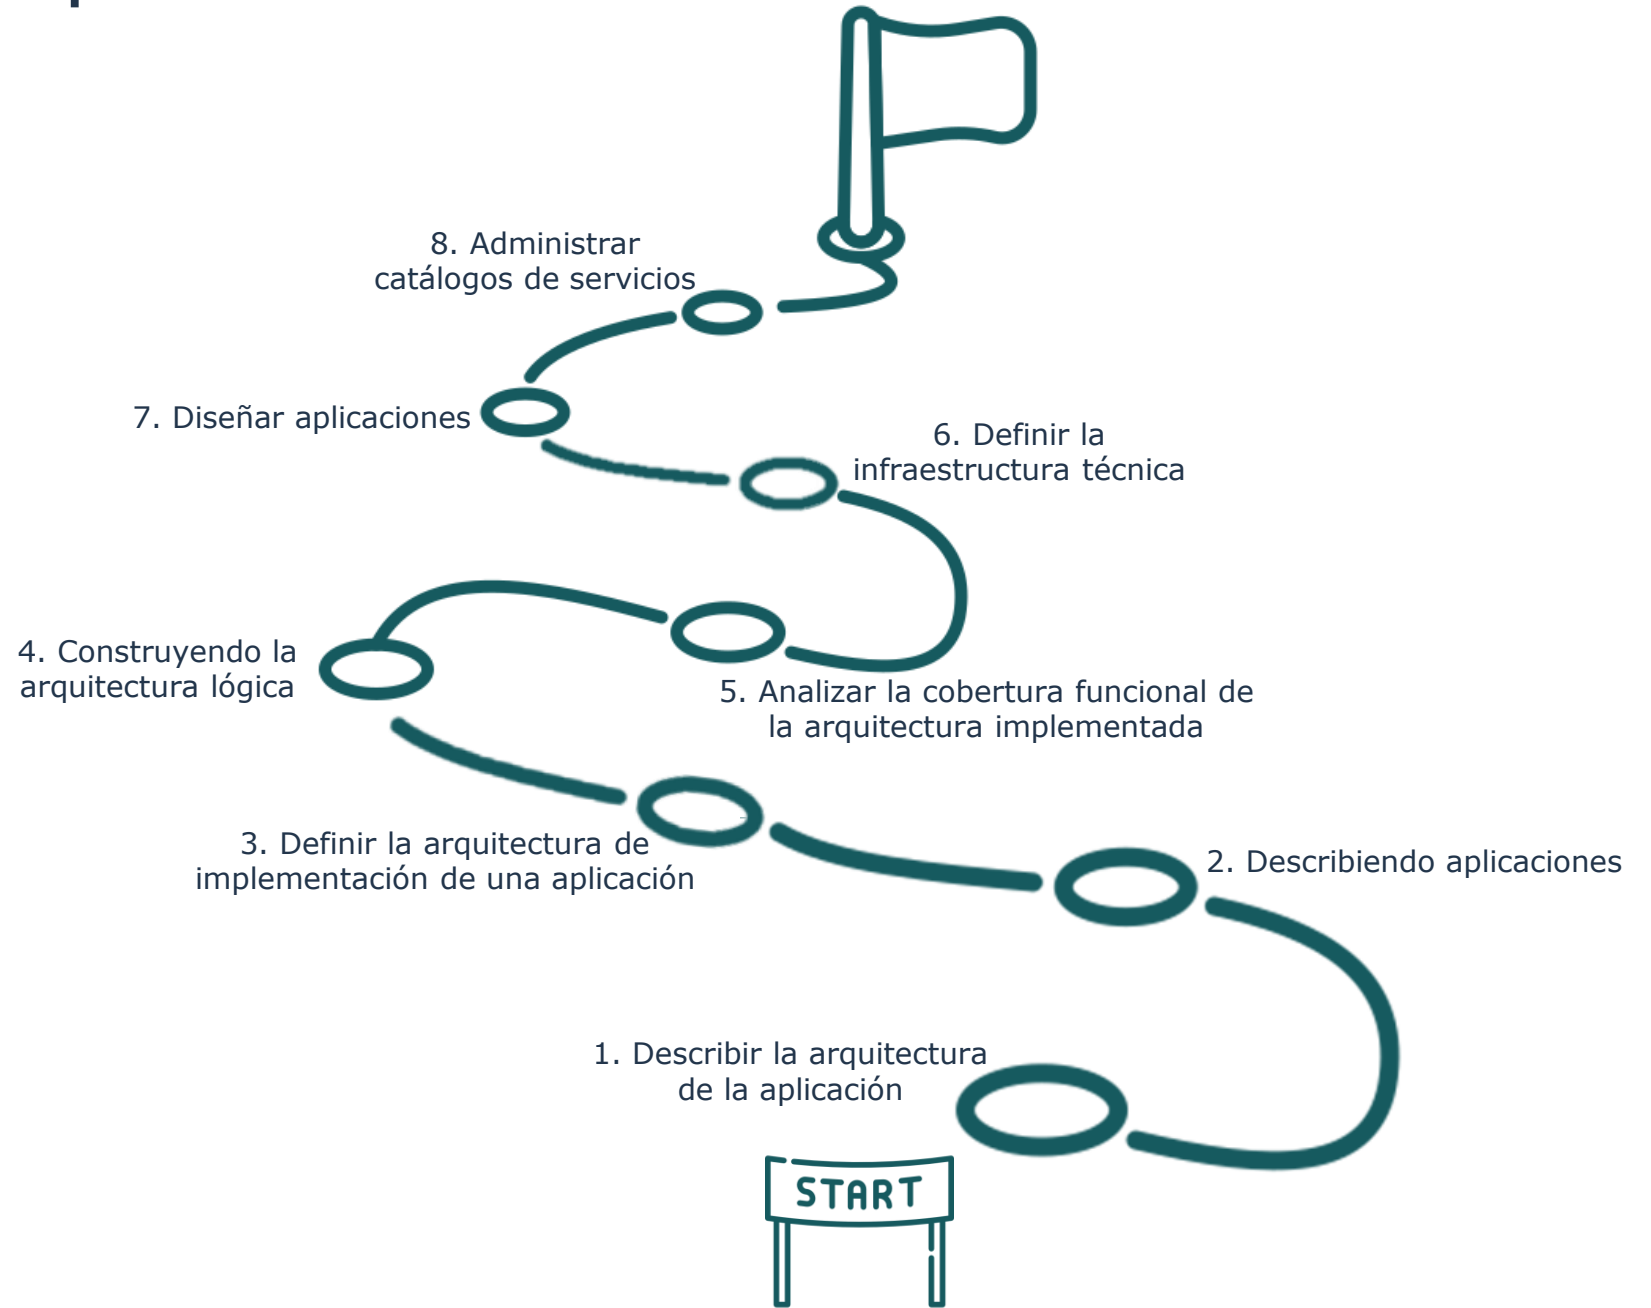 8. Administrar
catálogos de servicios
7. Diseñar aplicaciones
6. Definir la
infraestructura técnica
4. Construyendo la
arquitectura lógica
5. Analizar la cobertura funcional de
la arquitectura implementada
3. Definir la arquitectura de
implementación de una aplicación
2. Describiendo aplicaciones
1. Describir la arquitectura
de la aplicación
START